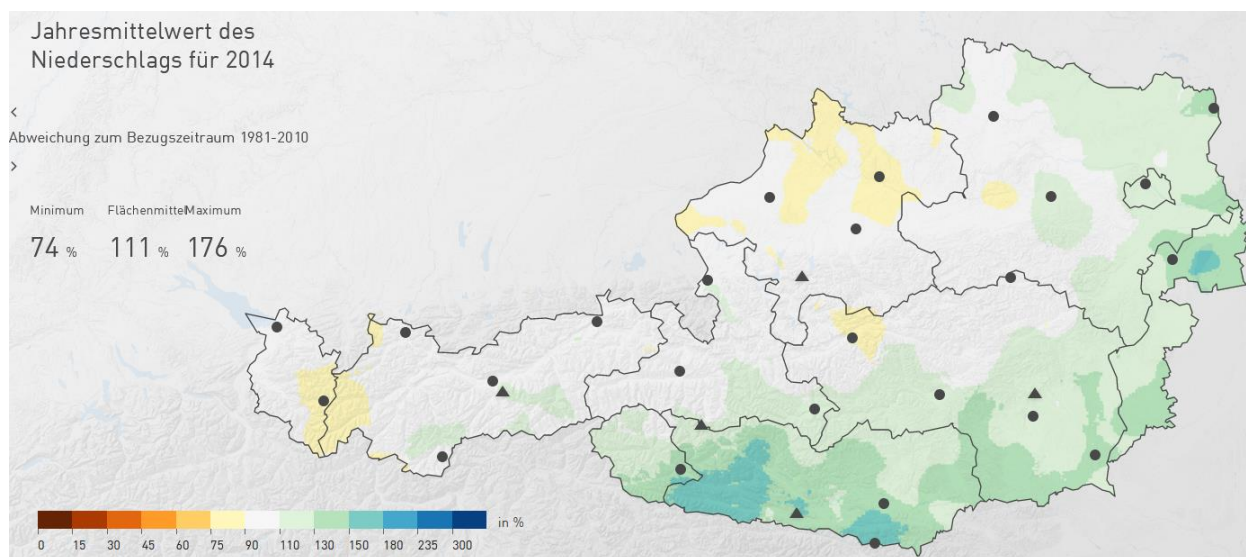 Jahresmittelwert des
Niederschlags für 2014
<
Abweichung zum Bezugszeitraum 1981-2010
>
Minimum Flächenmittel Maximum
74 % 111 % 176 %
in %
0 15 30 45 60 75 90 110 130 150 180 235 300